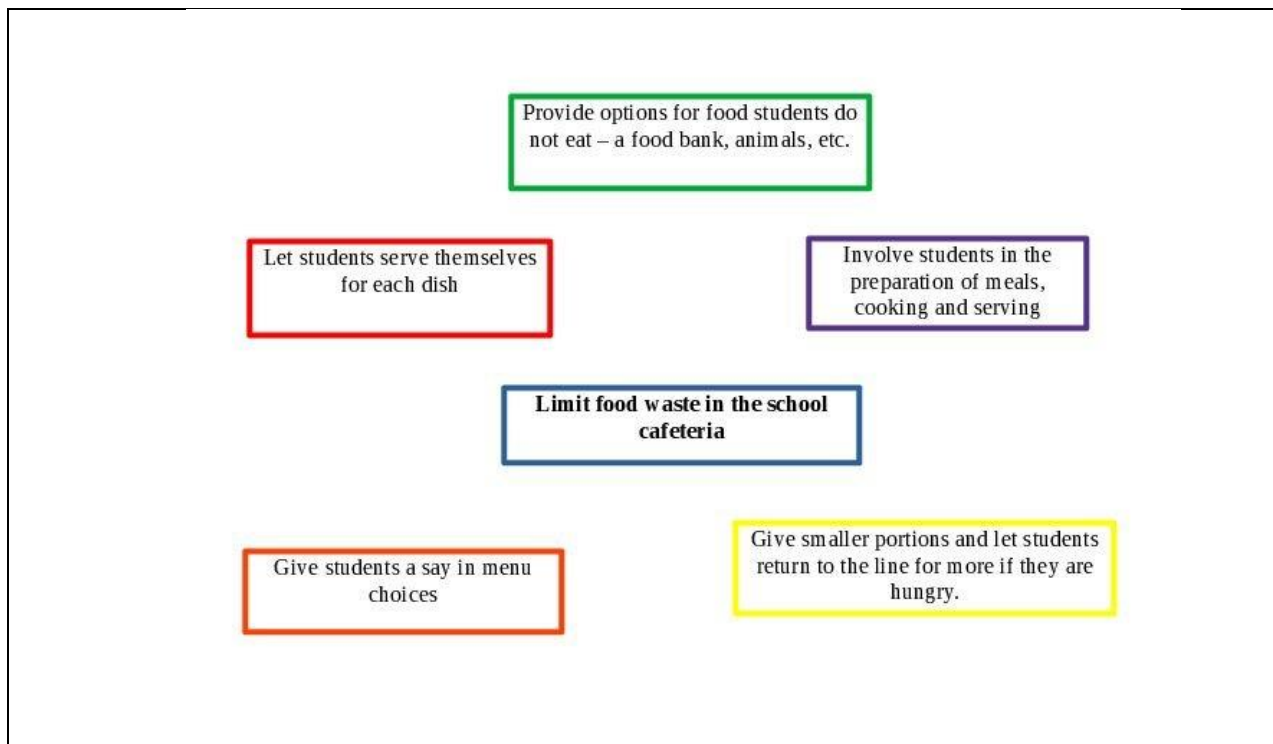 Provide options for food students do
not eat – a food bank, animals, etc.
Let students serve themselves
for each dish
Involve students in the
preparation of meals,
cooking and serving
Limit food waste in the school
cafeteria
Give students a say in menu
choices
Give smaller portions and let students
return to the line for more if they are
hungry.